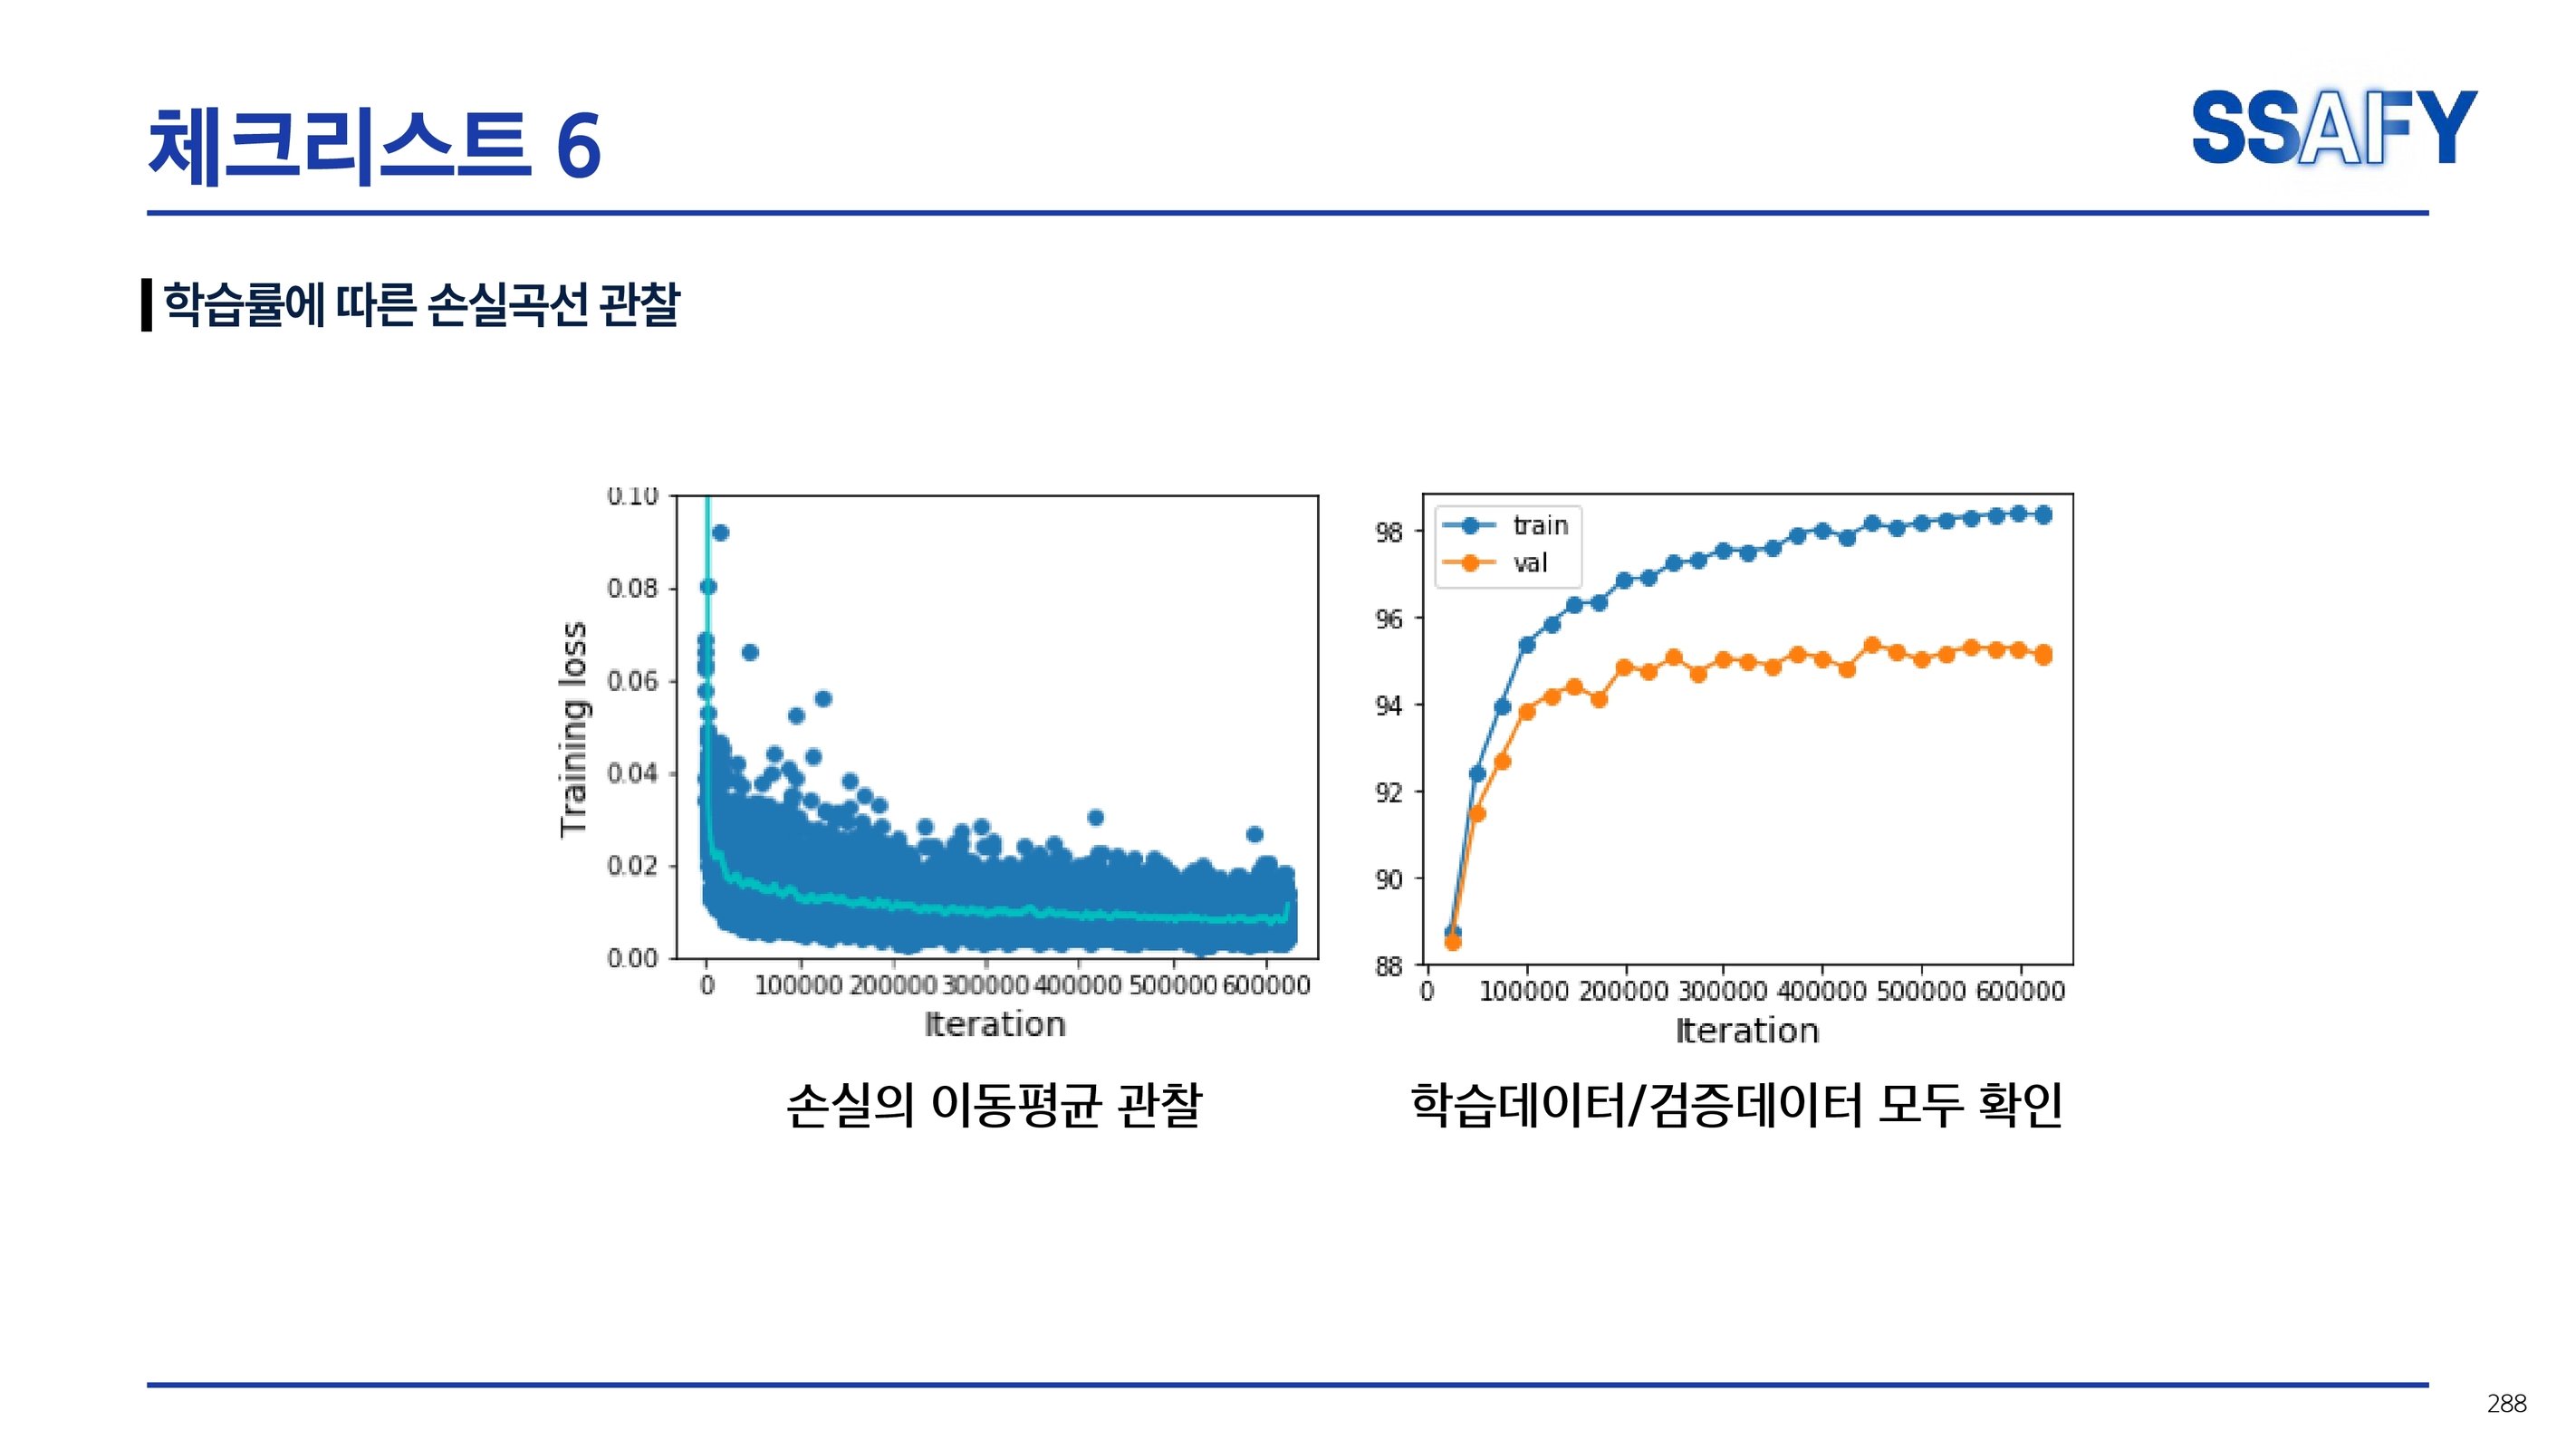 체크리스트 6
SSAFY
학습률에 따른 손실곡선 관찰
0.10
0.08
0.06
0.04
0.02
0.00
Training loss
0 100000 200000 300000 400000 500000 600000
Iteration
train
val
98
96
94
92
90
88
0 100000 200000 300000 400000 500000 600000
Iteration
손실의 이동평균 관찰
학습데이터/검증데이터 모두 확인
288